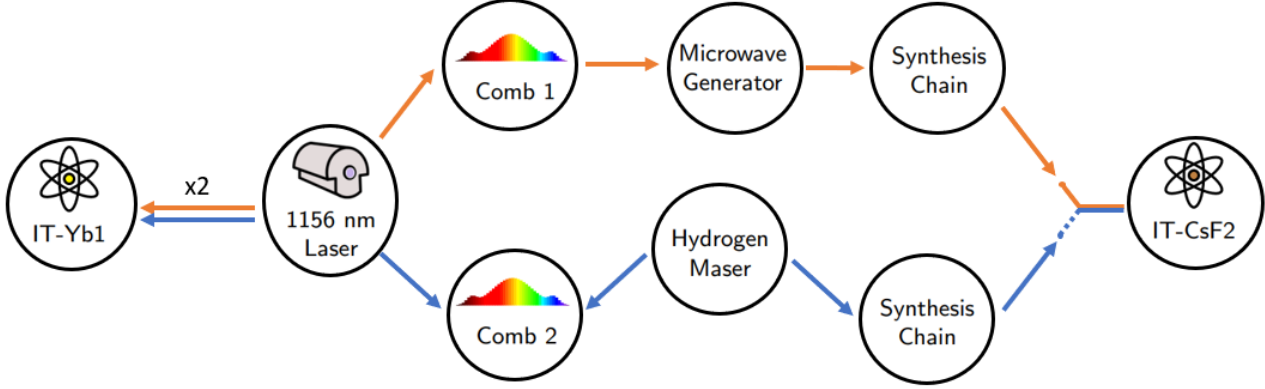 Comb 1
Microwave
Generator
Synthesis
Chain
x2
IT-Yb1
1156 nm
Laser
IT-CsF2
Hydrogen
Maser
Comb 2
Synthesis
Chain